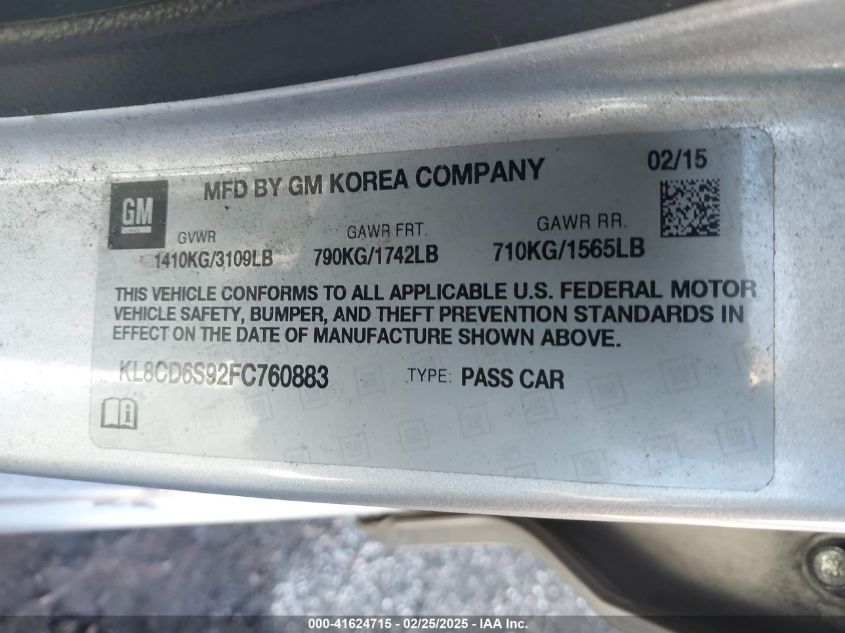 MFD BY GM KOREA COMPANY 02/15
GM
GVWR GAWR FRT. GAWR RR.
1410KG/3109LB 790KG/1742LB 710KG/1565LB
THIS VEHICLE CONFORMS TO ALL APPLICABLE U.S. FEDERAL MOTOR
VEHICLE SAFETY, BUMPER, AND THEFT PREVENTION STANDARDS IN
EFFECT ON THE DATE OF MANUFACTURE SHOWN ABOVE.
KL8CD6S92FC760883 TYPE: PASS CAR
000-41624715 - 02/25/2025 - IAA Inc.